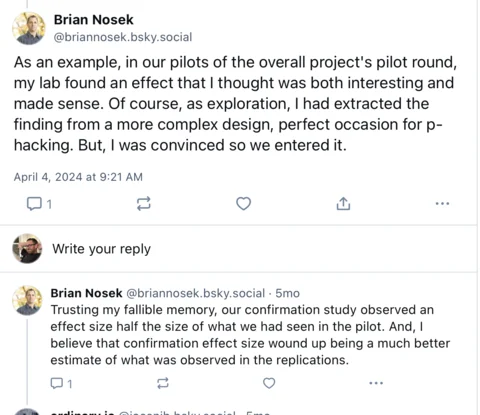 Brian Nosek
@briannosek.bsky.social
As an example, in our pilots of the overall project's pilot round,
my lab found an effect that I thought was both interesting and
made sense. Of course, as exploration, I had extracted the
finding from a more complex design, perfect occasion for p-
hacking. But, I was convinced so we entered it.
April 4, 2024 at 9:21 AM
1
Write your reply
Brian Nosek @briannosek.bsky.social · 5mo
Trusting my fallible memory, our confirmation study observed an
effect size half the size of what we had seen in the pilot. And, I
believe that confirmation effect size wound up being a much better
estimate of what was observed in the replications.
1